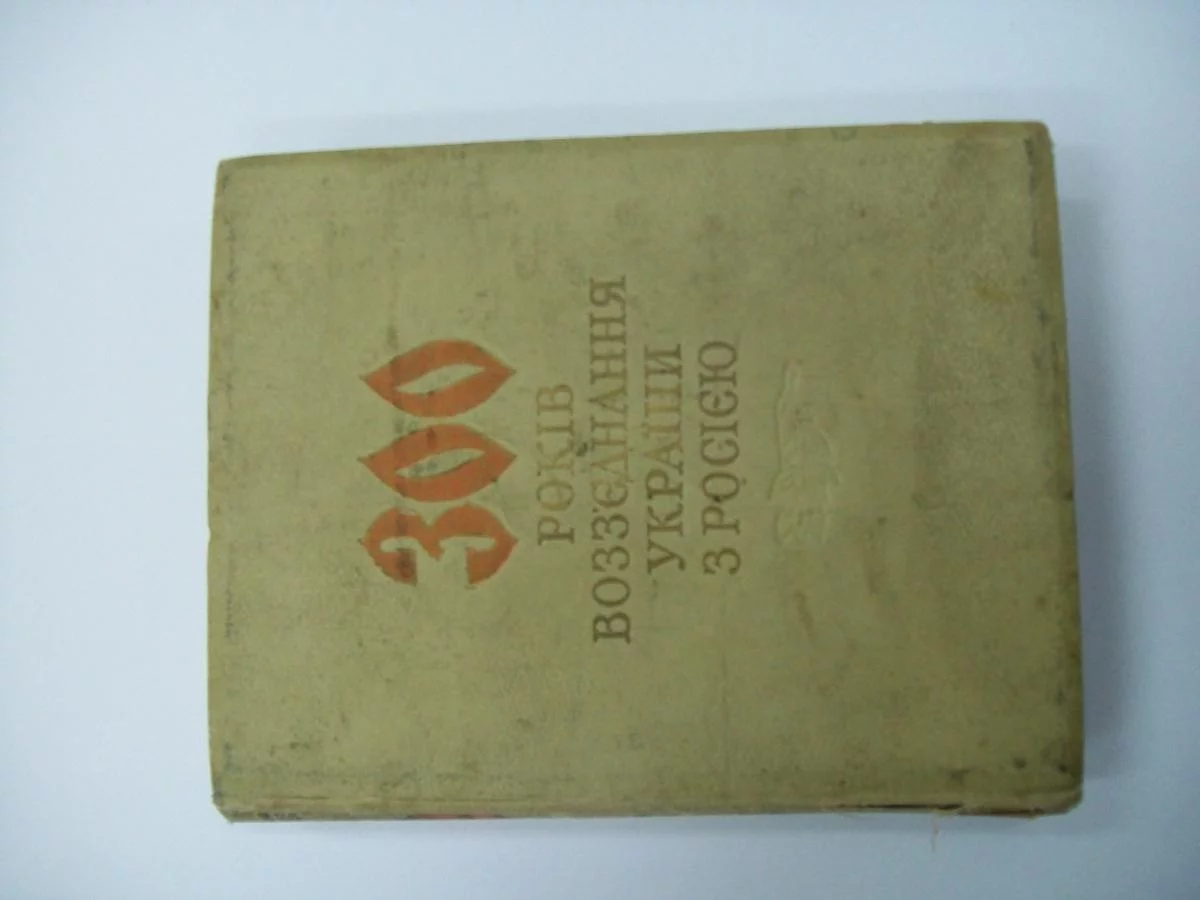 300
РОКІВ
ВОЗЗ'ЄДНАННЯ
УКРАЇНИ
З РОСІЄЮ